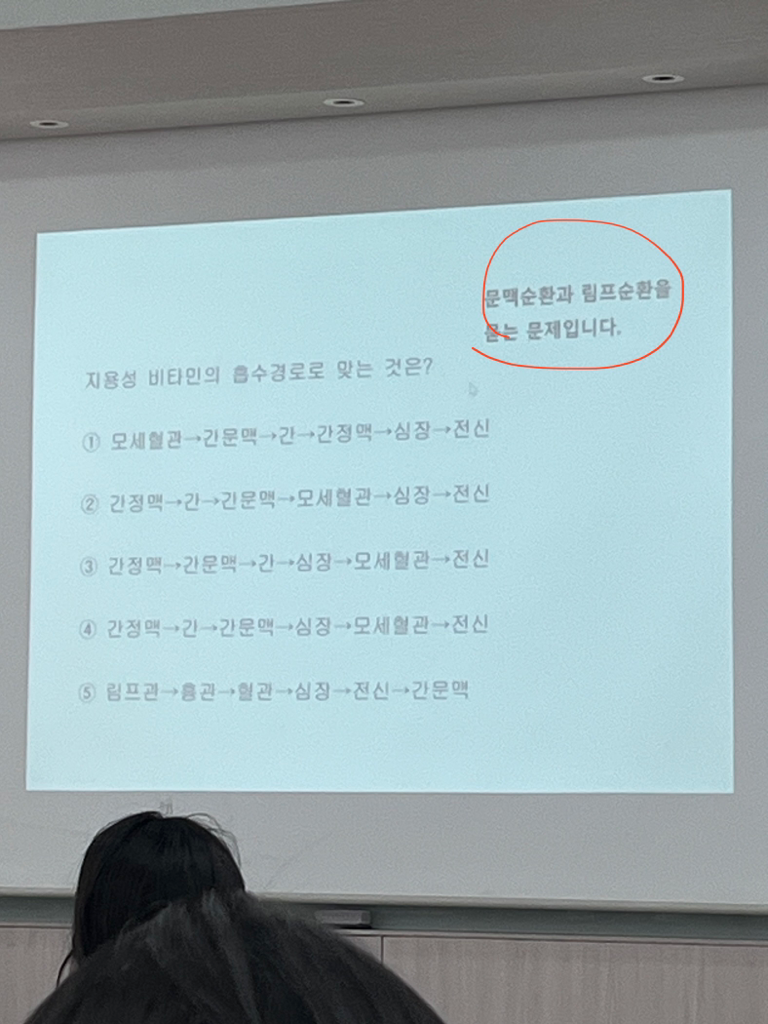 문맥순환과 림프순환을
묻는 문제입니다.
지용성 비타민의 흡수경로로 맞는 것은?
① 모세혈관→간문맥→간→간정맥→심장→전신
② 간정맥→간→간문맥→모세혈관→심장→전신
③ 간정맥→간문맥→간→심장→모세혈관→전신
④ 간정맥→간→간문맥→심장→모세혈관→전신
⑤ 림프관→흉관→혈관→심장→전신→간문맥